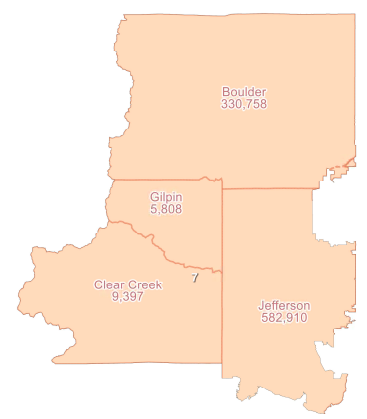 Boulder
330,758
Gilpin
5,808
7
Clear Creek
9,397
Jefferson
582,910